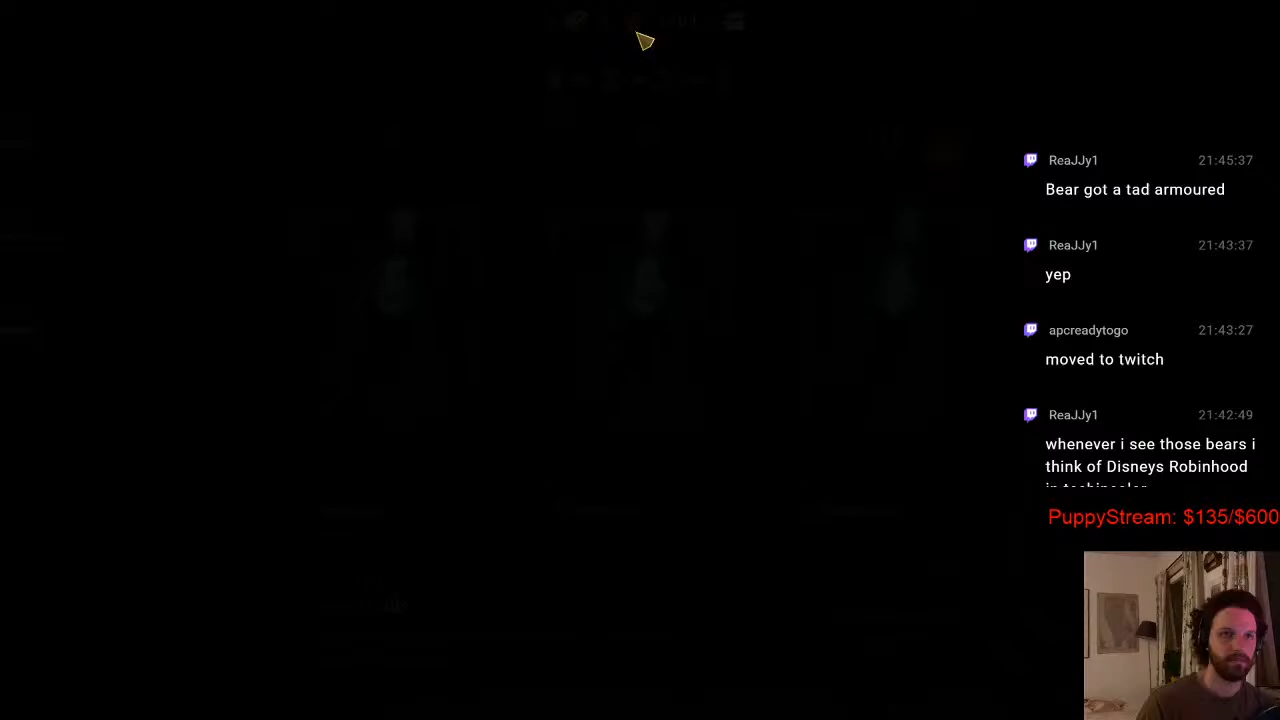 ReaJJy1 21:45:37
Bear got a tad armoured
ReaJJy1 21:43:37
yep
apcreadytogo 21:43:27
moved to twitch
ReaJJy1 21:42:49
whenever i see those bears i
think of Disneys Robinhood
PuppyStream: $135/$600